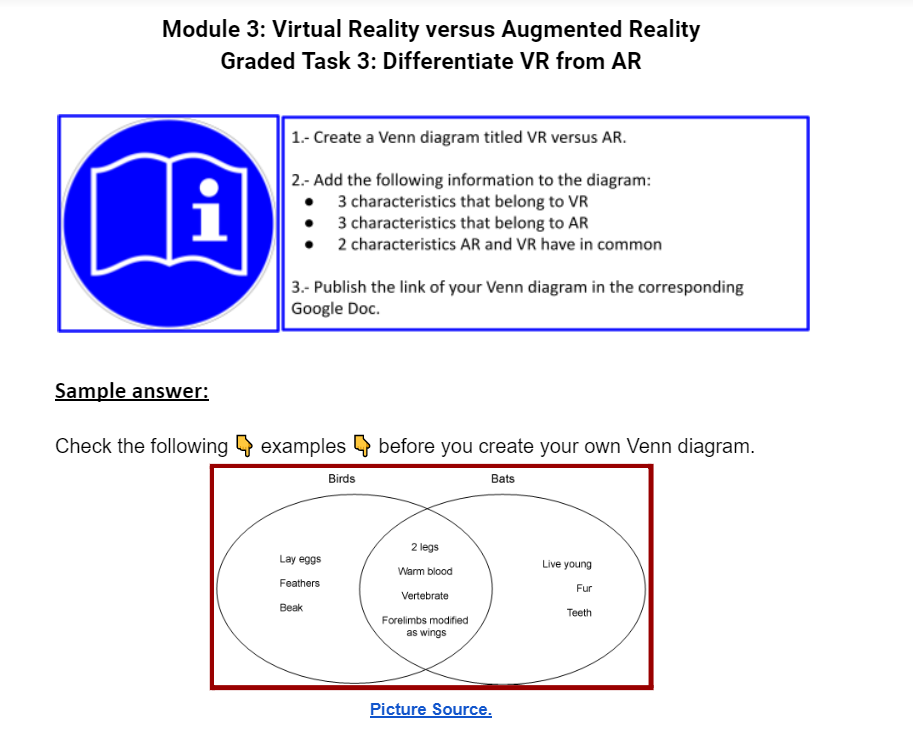 Module 3: Virtual Reality versus Augmented Reality
Graded Task 3: Differentiate VR from AR
i
1.- Create a Venn diagram titled VR versus AR.
2.- Add the following information to the diagram:
● 3 characteristics that belong to VR
● 3 characteristics that belong to AR
● 2 characteristics AR and VR have in common
3.- Publish the link of your Venn diagram in the corresponding
Google Doc.
Sample answer:
Check the following 👇 examples 👇 before you create your own Venn diagram.
Birds
Bats
Lay eggs
Feathers
Beak
2 legs
Warm blood
Vertebrate
Forelimbs modified
as wings
Live young
Fur
Teeth
Picture Source.